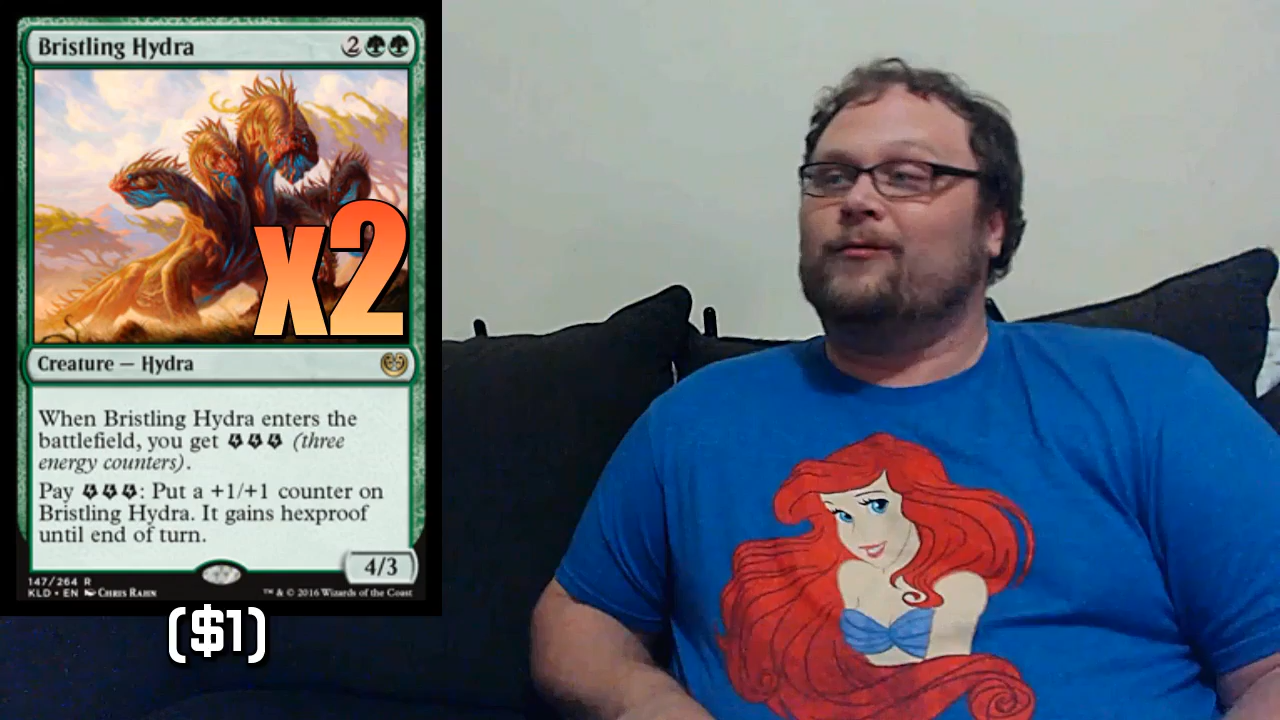 Bristling Hydra 2
x2
Creature — Hydra
When Bristling Hydra enters the
battlefield, you get (three
energy counters).
Pay : Put a +1/+1 counter on
Bristling Hydra. It gains hexproof
until end of turn.
4/3
147/264 R
KLD • EN Chris Rahn
™ & © 2016 Wizards of the Coast
($1)